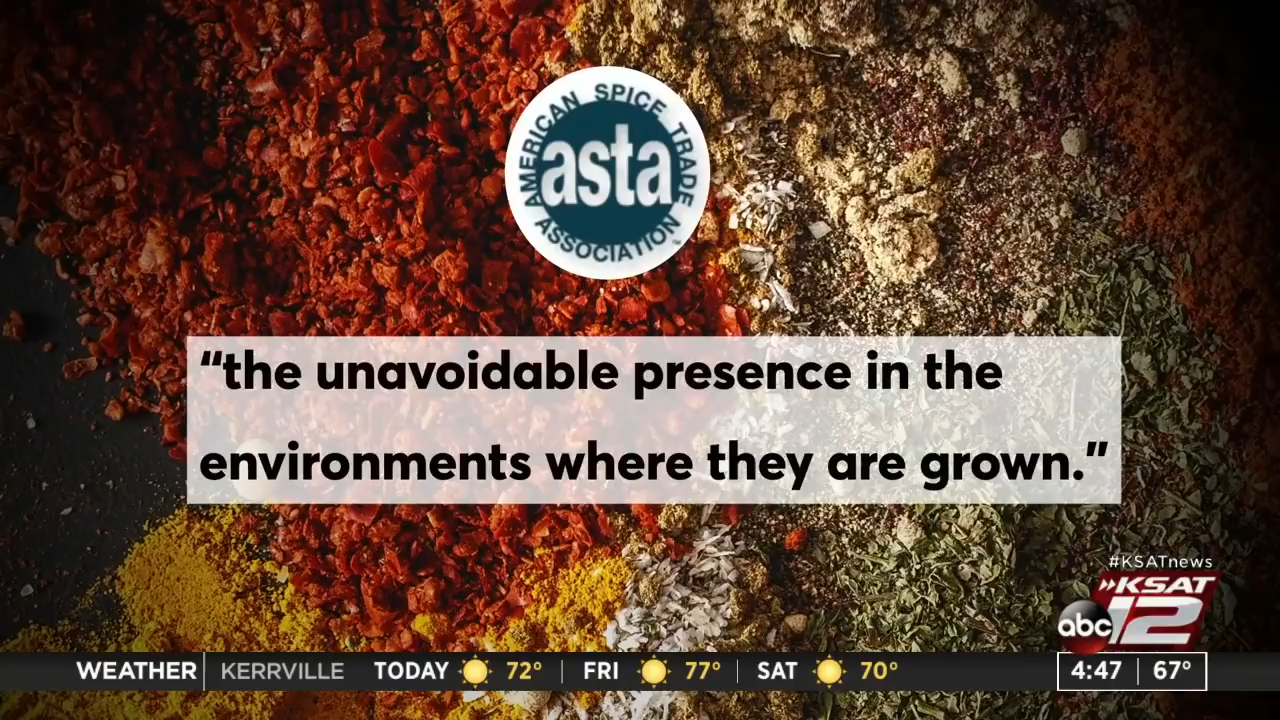 AMERICAN SPICE TRADE
asta
ASSOCIATION
TM
“the unavoidable presence in the
environments where they are grown.”
#KSATnews
KSAT
abc 12
WEATHER KERRVILLE TODAY 72° FRI 77° SAT 70° 4:47 67°